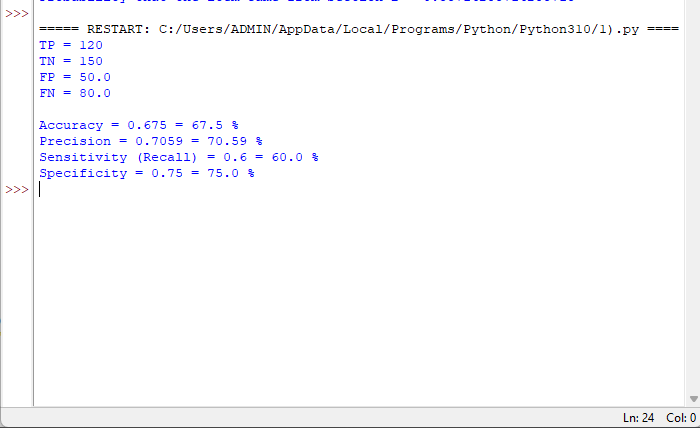 >>>
===== RESTART: C:/Users/ADMIN/AppData/Local/Programs/Python/Python310/1).py ====
TP = 120
TN = 150
FP = 50.0
FN = 80.0
Accuracy = 0.675 = 67.5 %
Precision = 0.7059 = 70.59 %
Sensitivity (Recall) = 0.6 = 60.0 %
Specificity = 0.75 = 75.0 %
>>>
Ln: 24 Col: 0